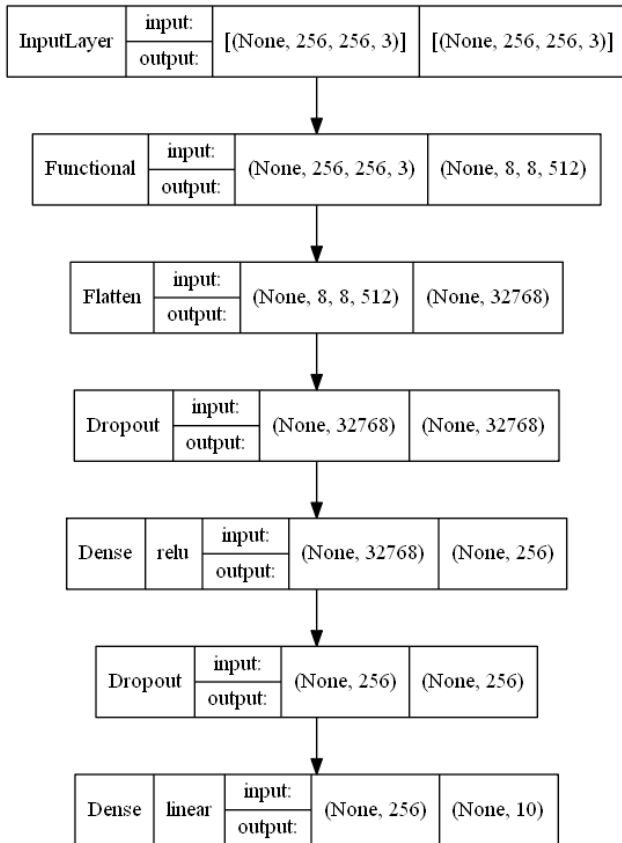 InputLayer input: output: [(None, 256, 256, 3)] [(None, 256, 256, 3)]
Functional input: output: (None, 256, 256, 3) (None, 8, 8, 512)
Flatten input: output: (None, 8, 8, 512) (None, 32768)
Dropout input: output: (None, 32768) (None, 32768)
Dense relu input: output: (None, 32768) (None, 256)
Dropout input: output: (None, 256) (None, 256)
Dense linear input: output: (None, 256) (None, 10)